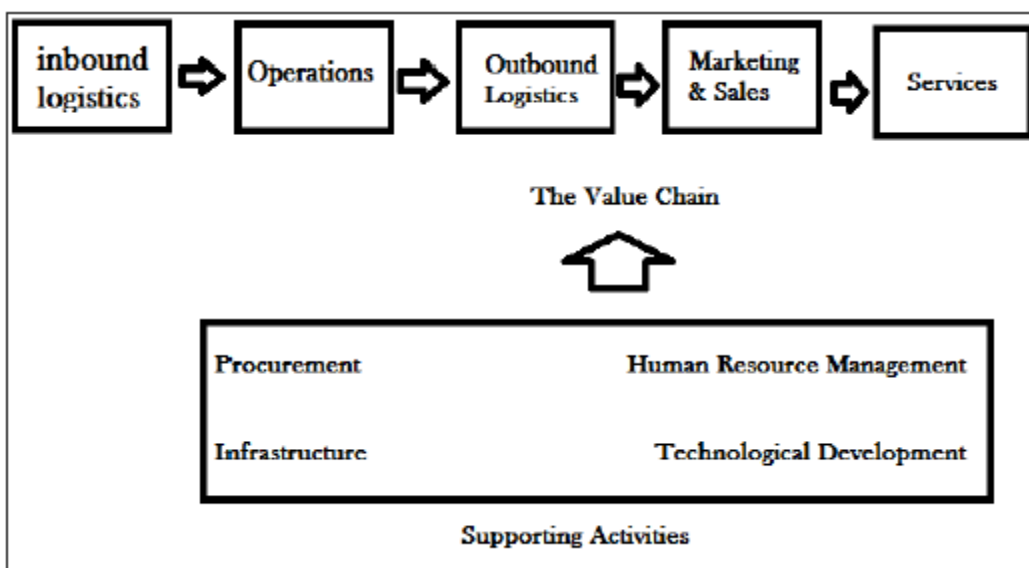 inbound
logistics
Operations
Outbound
Logistics
Marketing
& Sales
Services
The Value Chain
Procurement
Human Resource Management
Infrastructure
Technological Development
Supporting Activities